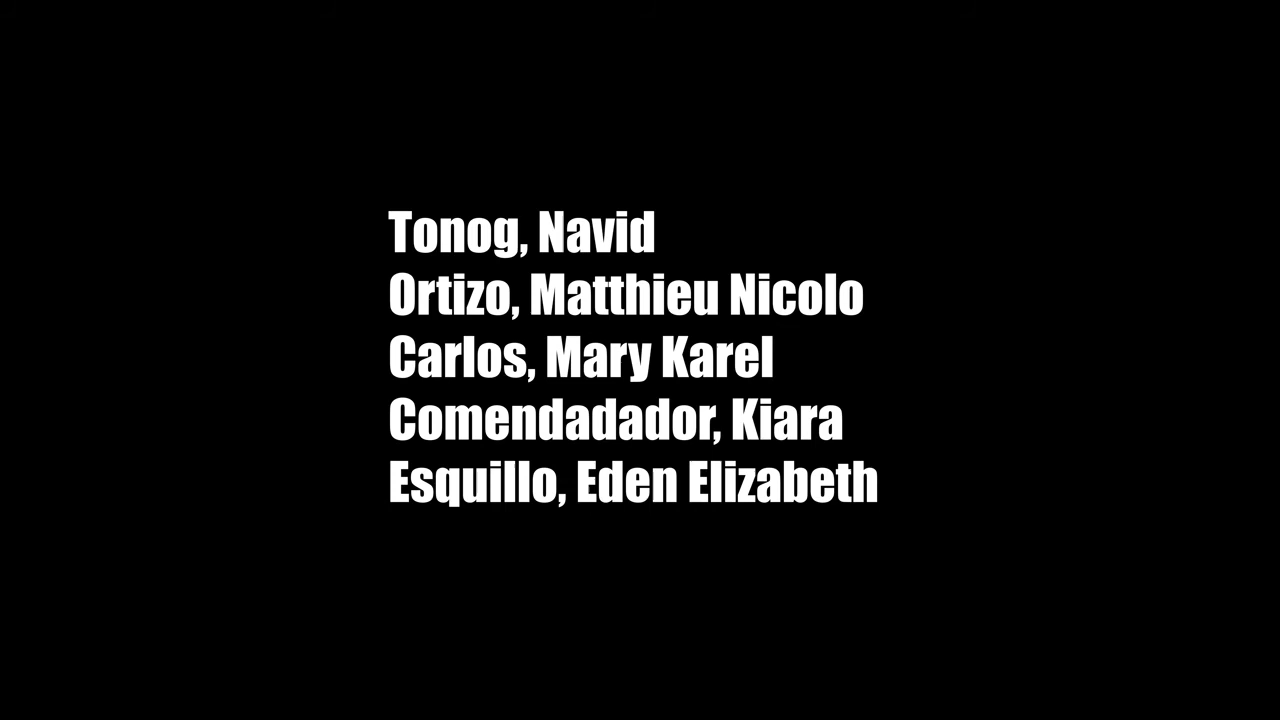 Tonog, Navid
Ortizo, Matthieu Nicolo
Carlos, Mary Karel
Comendadador, Kiara
Esquillo, Eden Elizabeth